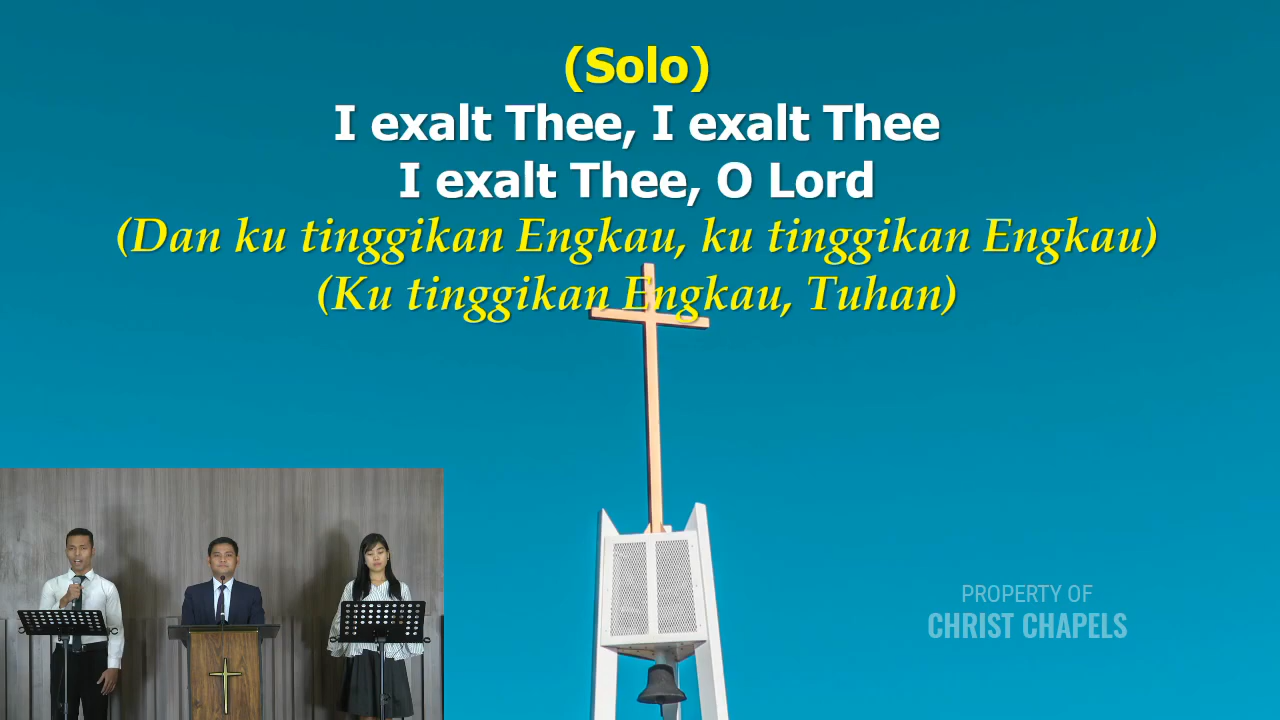 (Solo)
I exalt Thee, I exalt Thee
I exalt Thee, O Lord
(Dan ku tinggikan Engkau, ku tinggikan Engkau)
(Ku tinggikan Engkau, Tuhan)
PROPERTY OF
CHRIST CHAPELS